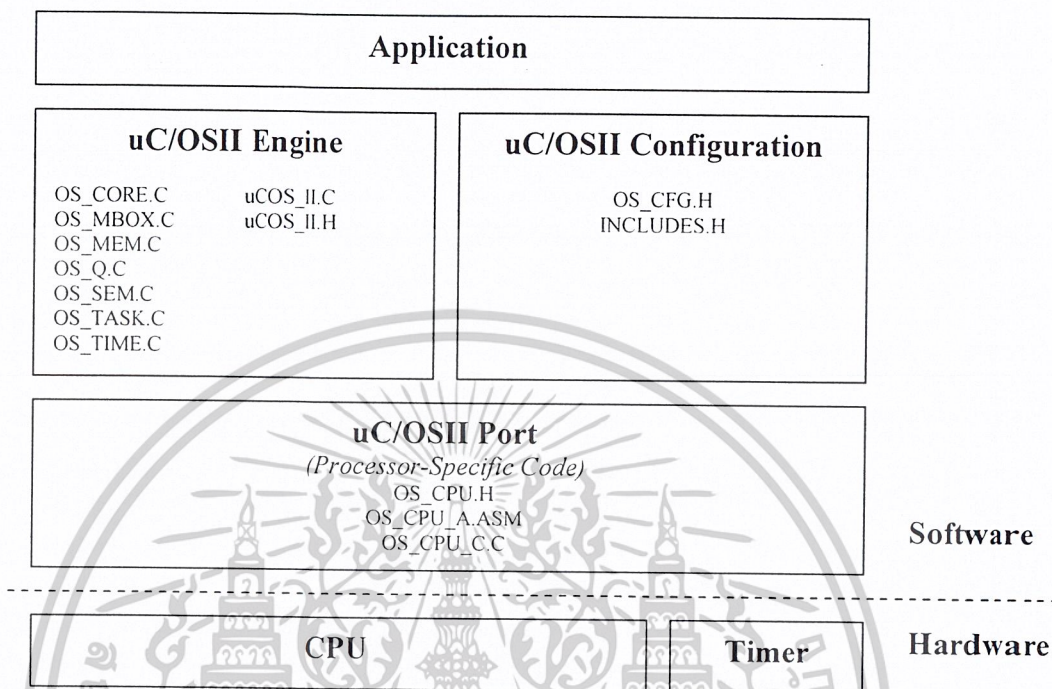 Application
uC/OSII Engine
OS_CORE.C uCOS_II.C
OS_MBOX.C uCOS_II.H
OS_MEM.C
OS_Q.C
OS_SEM.C
OS_TASK.C
OS_TIME.C
uC/OSII Configuration
OS_CFG.H
INCLUDES.H
uC/OSII Port
(Processor-Specific Code)
OS_CPU.H
OS_CPU_A.ASM
OS_CPU_C.C
Software
CPU
Timer
Hardware